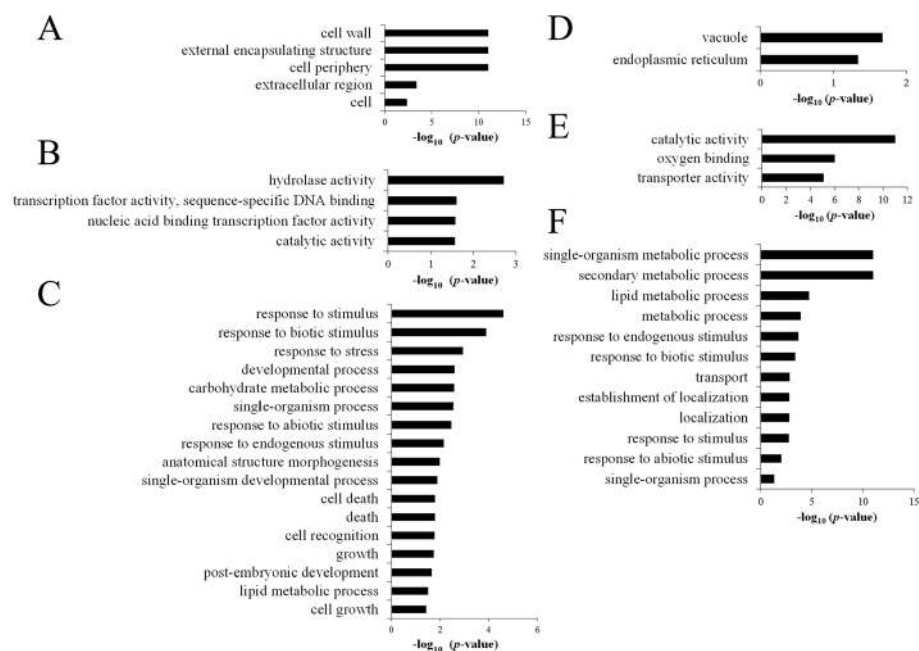 A
cell wall
external encapsulating structure
cell periphery
extracellular region
cell
0 5 10 15
-log10 (p-value)
B
hydrolase activity
transcription factor activity, sequence-specific DNA binding
nucleic acid binding transcription factor activity
catalytic activity
0 1 2 3
-log10 (p-value)
C
response to stimulus
response to biotic stimulus
response to stress
developmental process
carbohydrate metabolic process
single-organism process
response to abiotic stimulus
response to endogenous stimulus
anatomical structure morphogenesis
single-organism developmental process
cell death
death
cell recognition
growth
post-embryonic development
lipid metabolic process
cell growth
0 2 4 6
-log10 (p-value)
D
vacuole
endoplasmic reticulum
0 1 2
-log10 (p-value)
E
catalytic activity
oxygen binding
transporter activity
0 2 4 6 8 10 12
-log10 (p-value)
F
single-organism metabolic process
secondary metabolic process
lipid metabolic process
metabolic process
response to endogenous stimulus
response to biotic stimulus
transport
establishment of localization
localization
response to stimulus
response to abiotic stimulus
single-organism process
0 5 10 15
-log10 (p-value)